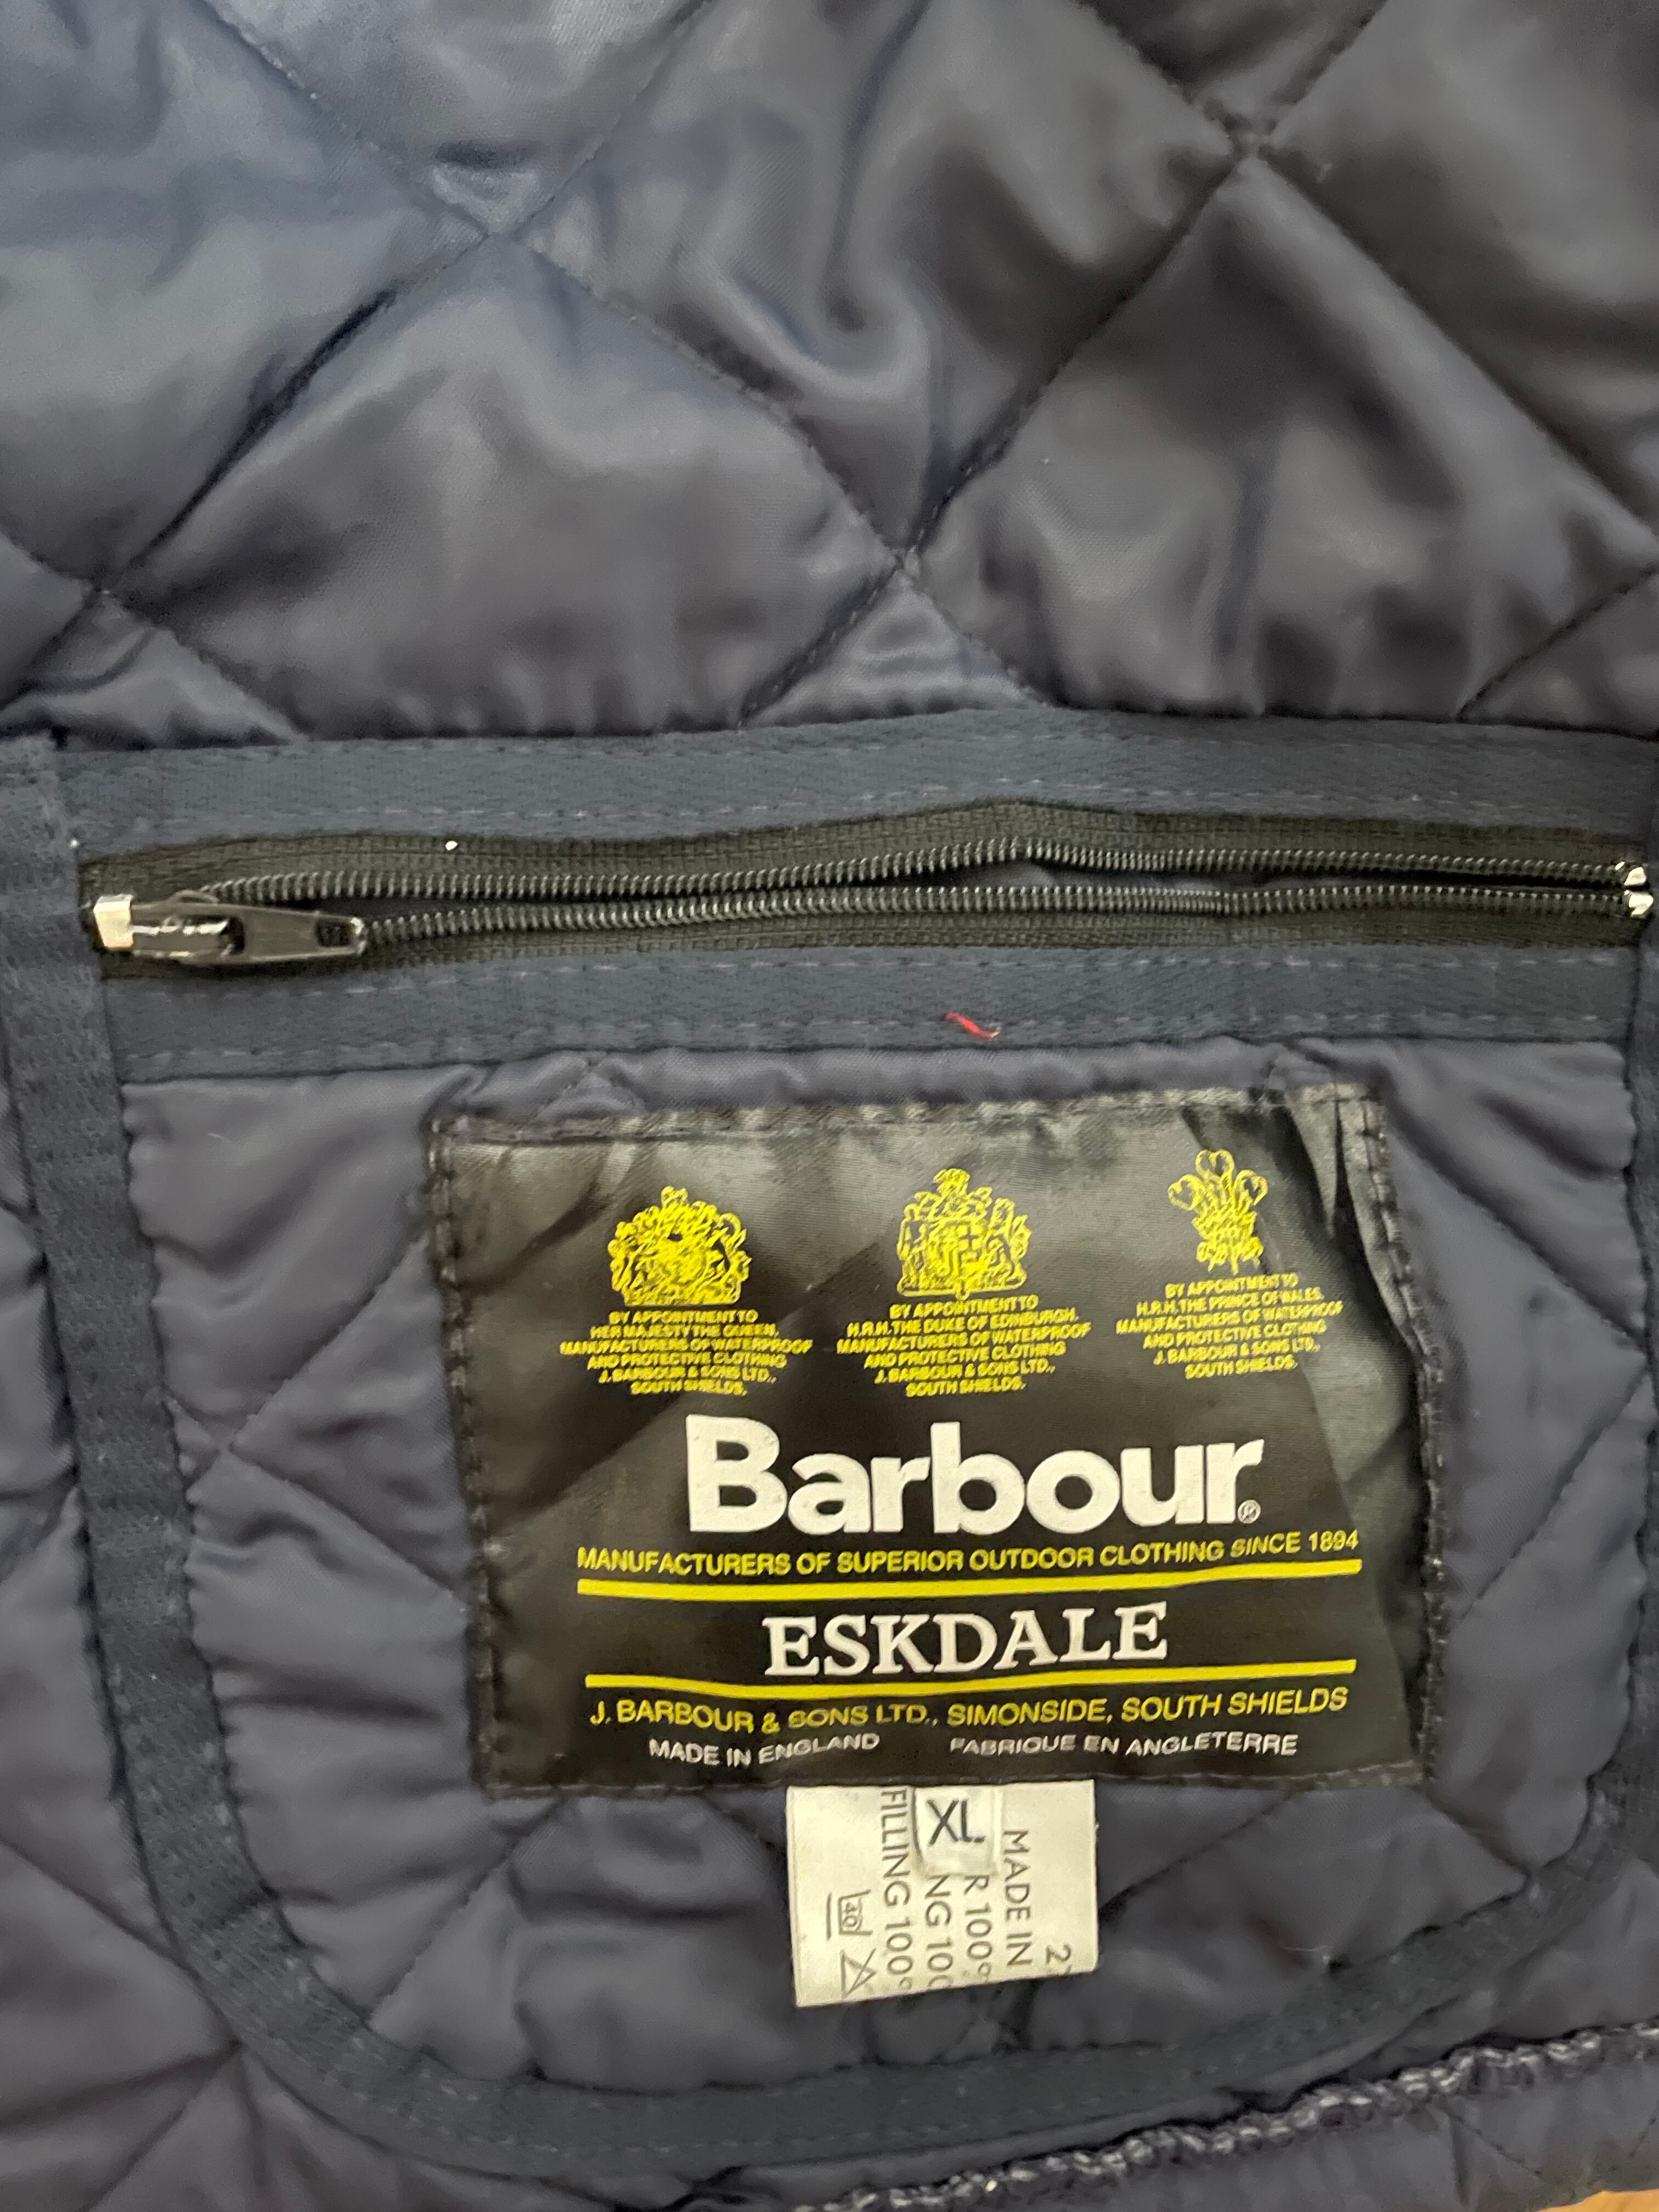 BY APPOINTMENT TO
HER MAJESTY THE QUEEN,
MANUFACTURERS OF WATERPROOF
AND PROTECTIVE CLOTHING
J. BARBOUR & SONS LTD.,
SOUTH SHIELDS.
BY APPOINTMENT TO
H.R.H. THE DUKE OF EDINBURGH,
MANUFACTURERS OF WATERPROOF
AND PROTECTIVE CLOTHING
J. BARBOUR & SONS LTD.,
SOUTH SHIELDS.
BY APPOINTMENT TO
H.R.H. THE PRINCE OF WALES.
MANUFACTURERS OF WATERPROOF
AND PROTECTIVE CLOTHING
J. BARBOUR & SONS LTD.,
SOUTH SHIELDS.
Barbour®
MANUFACTURERS OF SUPERIOR OUTDOOR CLOTHING SINCE 1894
ESKDALE
J. BARBOUR & SONS LTD., SIMONSIDE, SOUTH SHIELDS
MADE IN ENGLAND FABRIQUE EN ANGLETERRE
XL
MADE IN
R 100%
NG 100
FILLING 100%
40